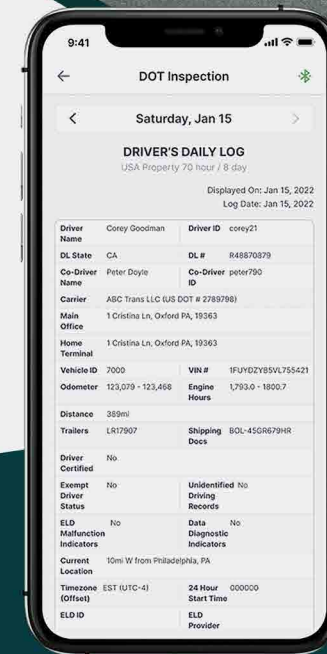 9:41
DOT Inspection
Saturday, Jan 15
DRIVER'S DAILY LOG
USA Property 70 hour / 8 day
Displayed On: Jan 15, 2022
Log Date: Jan 15, 2022
Driver Name Corey Goodman Driver ID corey21
DL State CA DL # R48870879
Co-Driver Name Peter Doyle Co-Driver ID peter790
Carrier ABC Trans LLC (US DOT # 2789798)
Main Office 1 Cristina Ln, Oxford PA, 19363
Home Terminal 1 Cristina Ln, Oxford PA, 19363
Vehicle ID 7000 VIN # 1FUYDZYB5VL755421
Odometer 123,079 - 123,468 Engine Hours 1,793.0 - 1800.7
Distance 389mi
Trailers LR17907 Shipping Docs BOL-45GR679HR
Driver Certified No
Exempt Driver Status No Unidentified Driving Records No
ELD Malfunction Indicators No Data Diagnostic Indicators No
Current Location 10mi W from Philadelphia, PA
Timezone (Offset) EST (UTC-4) 24 Hour Start Time 000000
ELD ID ELD Provider